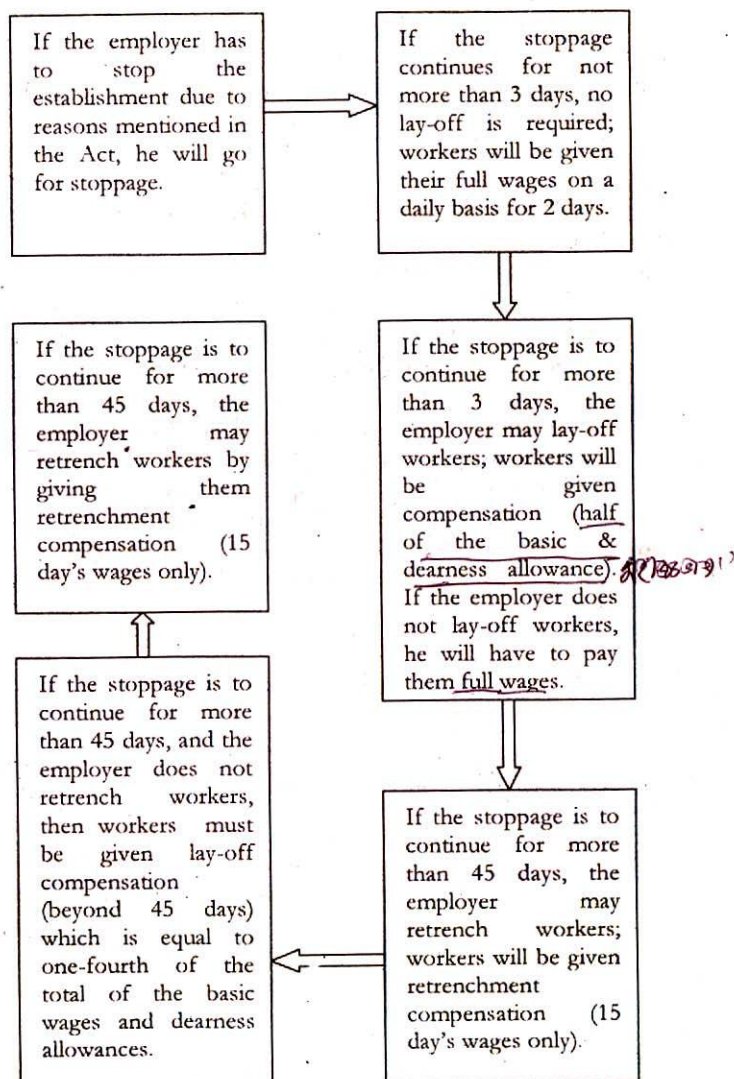 If the employer has
to stop the
establishment due to
reasons mentioned in
the Act, he will go
for stoppage.
If the stoppage
continues for not
more than 3 days, no
lay-off is required;
workers will be given
their full wages on a
daily basis for 2 days.
If the stoppage is to
continue for more
than 3 days, the
employer may lay-off
workers; workers will
be given
compensation (half
of the basic &
dearness allowance).
If the employer does
not lay-off workers,
he will have to pay
them full wages.
If the stoppage is to
continue for more
than 45 days, the
employer may
retrench workers;
workers will be given
retrenchment
compensation (15
day's wages only).
If the stoppage is to
continue for more
than 45 days, and the
employer does not
retrench workers,
then workers must
be given lay-off
compensation
(beyond 45 days)
which is equal to
one-fourth of the
total of the basic
wages and dearness
allowances.
If the stoppage is to
continue for more
than 45 days, the
employer may
retrench workers by
giving them
retrenchment
compensation (15
day's wages only).